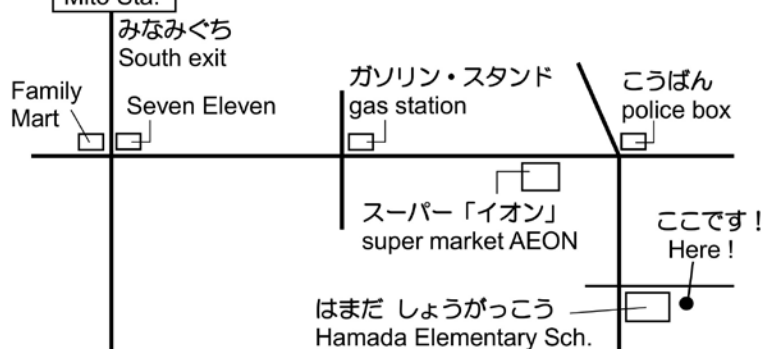 Mito Sta.
みなみぐち
South exit
Family
Mart
Seven Eleven
ガソリン・スタンド
gas station
こうばん
police box
スーパー「イオン」
super market AEON
ここです！
Here !
はまだ しょうがっこう
Hamada Elementary Sch.